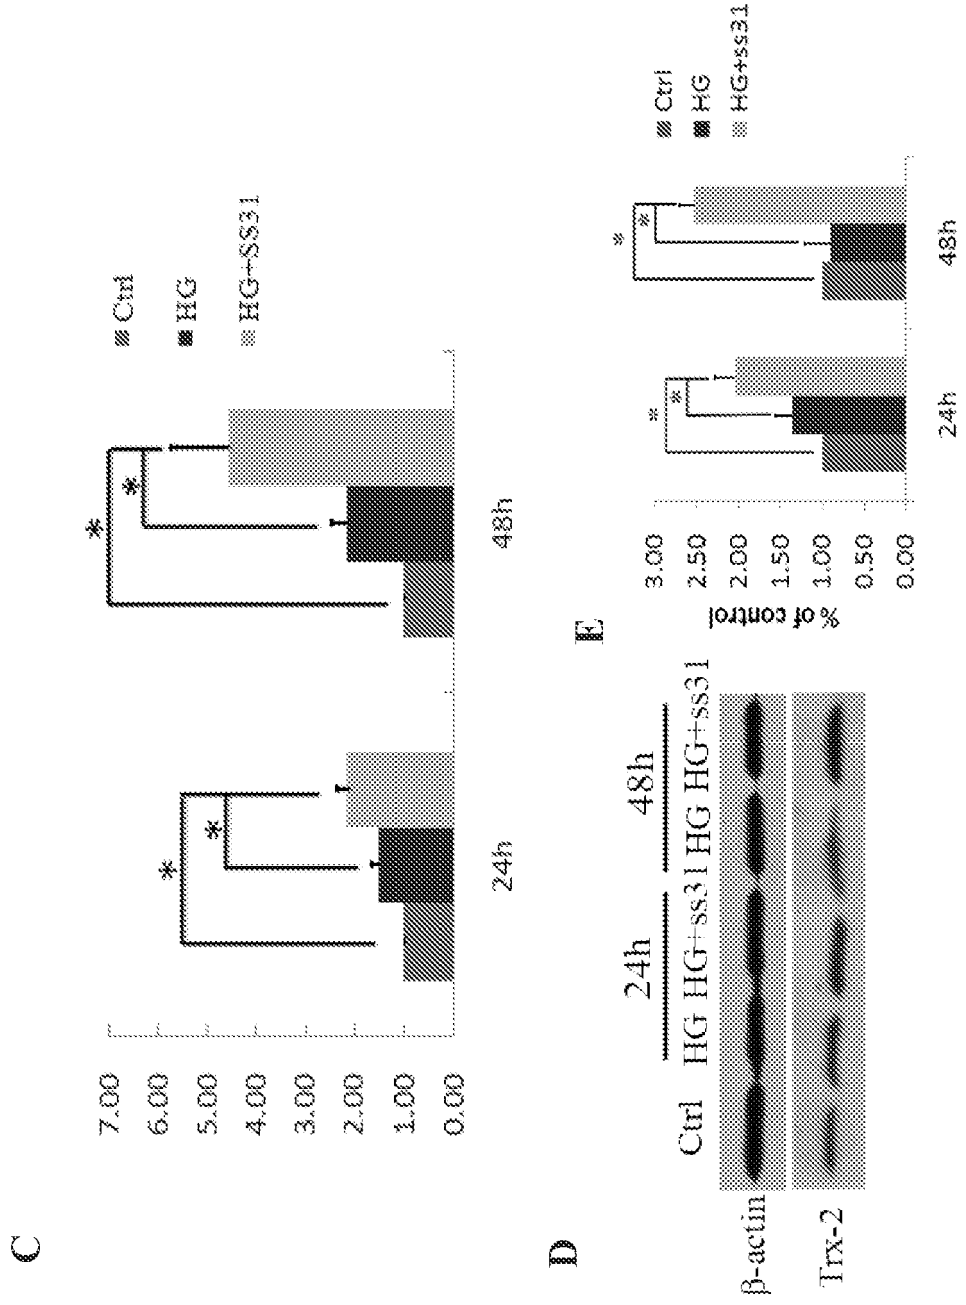 C
7.00
6.00
5.00
4.00
3.00
2.00
1.00
0.00
*
*
*
*
24h
48h
Ctrl
HG
HG+SS31
D
24h
48h
Ctrl HG HG+ss31 HG HG+ss31
β-actin
Trx-2
E
% of control
3.00
2.50
2.00
1.50
1.00
0.50
0.00
*
*
*
*
24h
48h
Ctrl
HG
HG+ss31